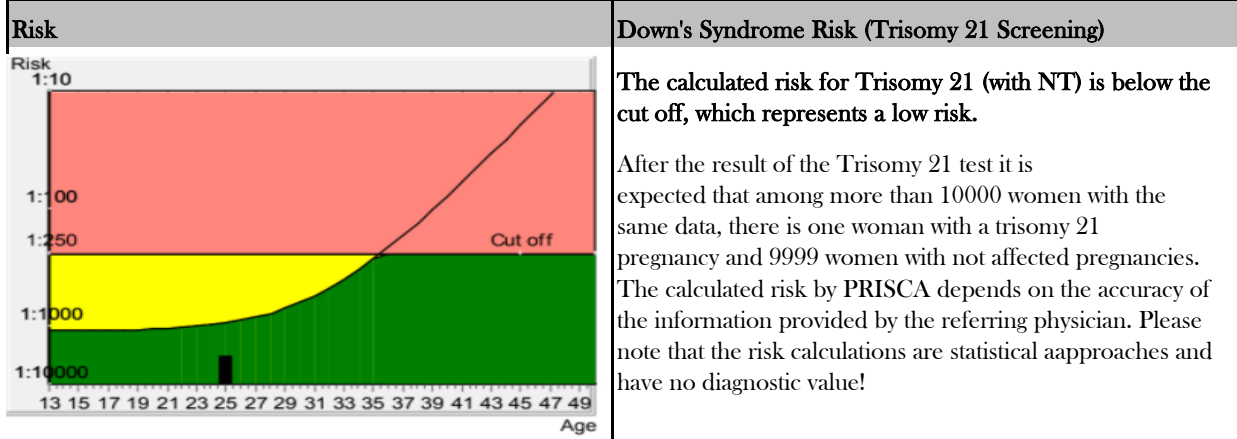 Risk
Down's Syndrome Risk (Trisomy 21 Screening)
Risk
1:10
1:100
1:250
Cut off
1:1000
1:10000
13 15 17 19 21 23 25 27 29 31 33 35 37 39 41 43 45 47 49
Age
The calculated risk for Trisomy 21 (with NT) is below the
cut off, which represents a low risk.
After the result of the Trisomy 21 test it is
expected that among more than 10000 women with the
same data, there is one woman with a trisomy 21
pregnancy and 9999 women with not affected pregnancies.
The calculated risk by PRISCA depends on the accuracy of
the information provided by the referring physician. Please
note that the risk calculations are statistical aapproaches and
have no diagnostic value!